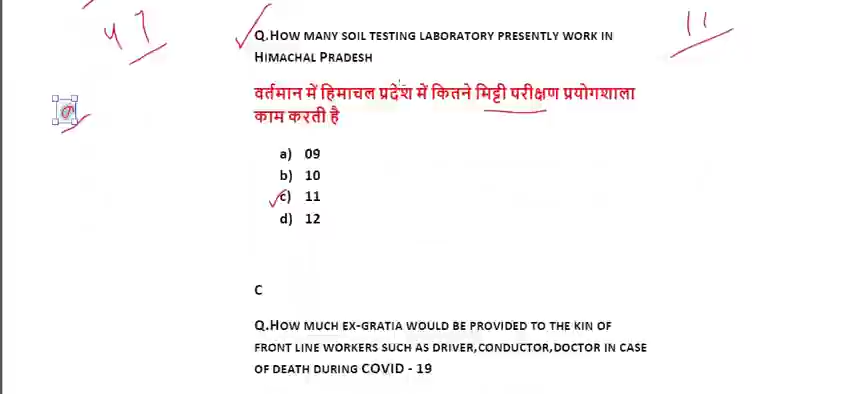 47
11
Q.HOW MANY SOIL TESTING LABORATORY PRESENTLY WORK IN
HIMACHAL PRADESH
वर्तमान में हिमाचल प्रदेश में कितने मिट्टी परीक्षण प्रयोगशाला
काम करती है
a) 09
b) 10
c) 11
d) 12
C
Q.HOW MUCH EX-GRATIA WOULD BE PROVIDED TO THE KIN OF
FRONT LINE WORKERS SUCH AS DRIVER,CONDUCTOR,DOCTOR IN CASE
OF DEATH DURING COVID - 19